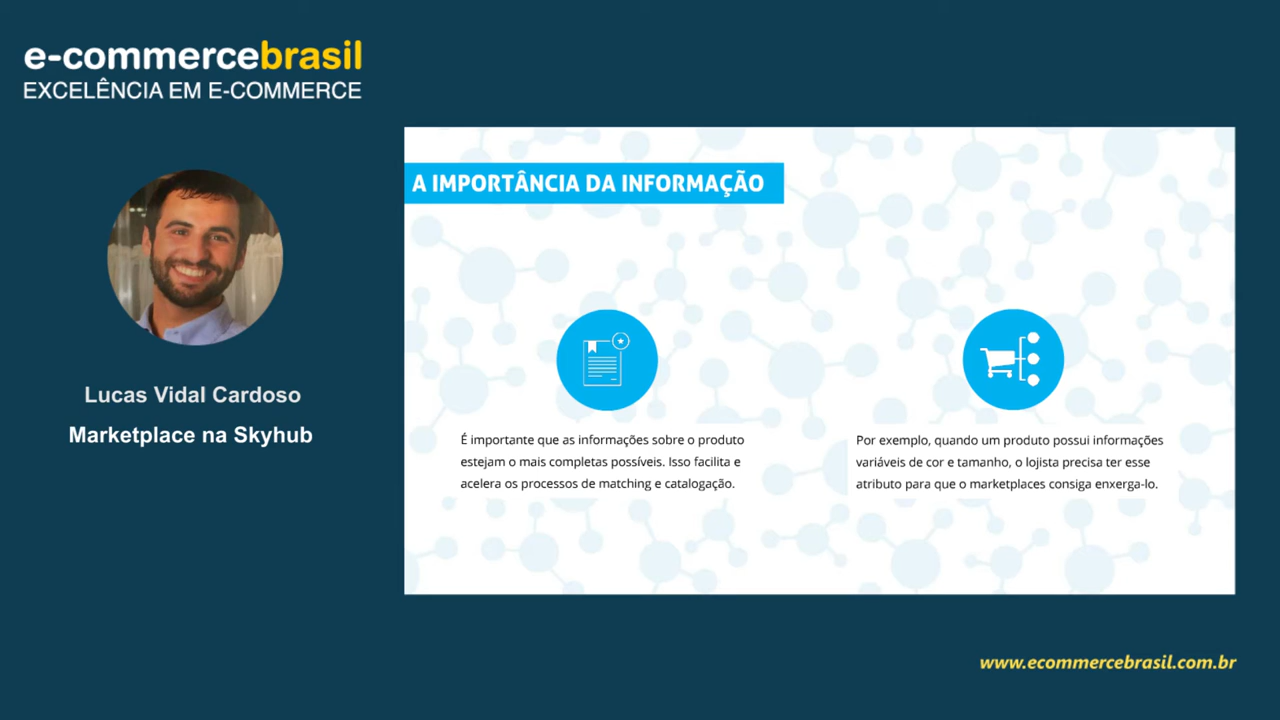 e-commercebrasil
EXCELÊNCIA EM E-COMMERCE
Lucas Vidal Cardoso
Marketplace na Skyhub
A IMPORTÂNCIA DA INFORMAÇÃO
É importante que as informações sobre o produto
estejam o mais completas possíveis. Isso facilita e
acelera os processos de matching e catalogação.
Por exemplo, quando um produto possui informações
variáveis de cor e tamanho, o lojista precisa ter esse
atributo para que o marketplaces consiga enxerga-lo.
www.ecommercebrasil.com.br